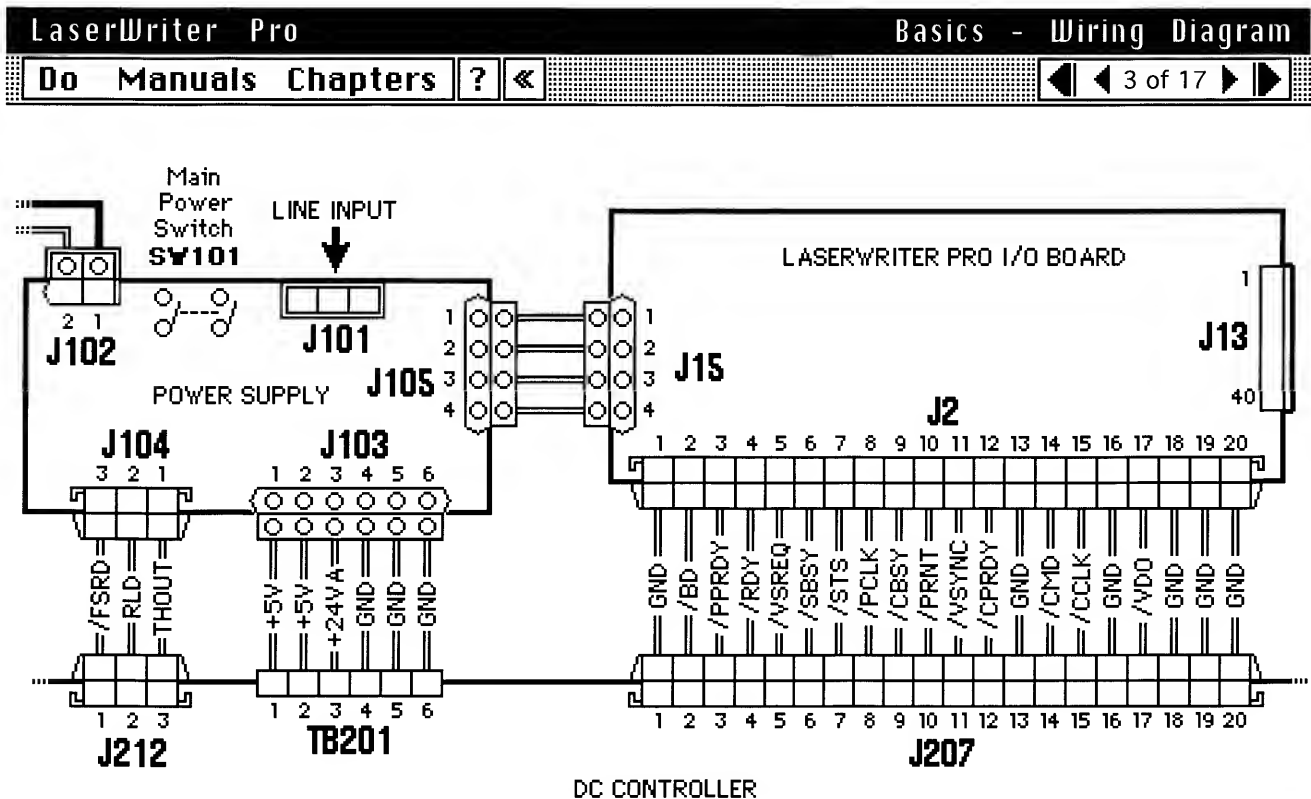 LaserWriter Pro
Basics - Wiring Diagram
Do Manuals Chapters ? «
3 of 17
Main
Power
Switch
SW101
LINE INPUT
LASERWRITER PRO I/O BOARD
2 1
J102
J101
POWER SUPPLY
J105
1
2
3
4
1
2
3
4
J15
1
J13
40
J104
3 2 1
J103
1 2 3 4 5 6
J2
1 2 3 4 5 6 7 8 9 10 11 12 13 14 15 16 17 18 19 20
/FSRD
RLD
THOUT
+5V
+5V
+24VA
GND
GND
GND
GND
/BD
/PPRDY
/RDY
/VSREQ
/SBSY
/STS
/PCLK
/CBSY
/PRNT
/VSYNC
/CPRDY
GND
/CMD
/CCLK
GND
/VDO
GND
GND
GND
1 2 3
J212
1 2 3 4 5 6
TB201
1 2 3 4 5 6 7 8 9 10 11 12 13 14 15 16 17 18 19 20
J207
DC CONTROLLER